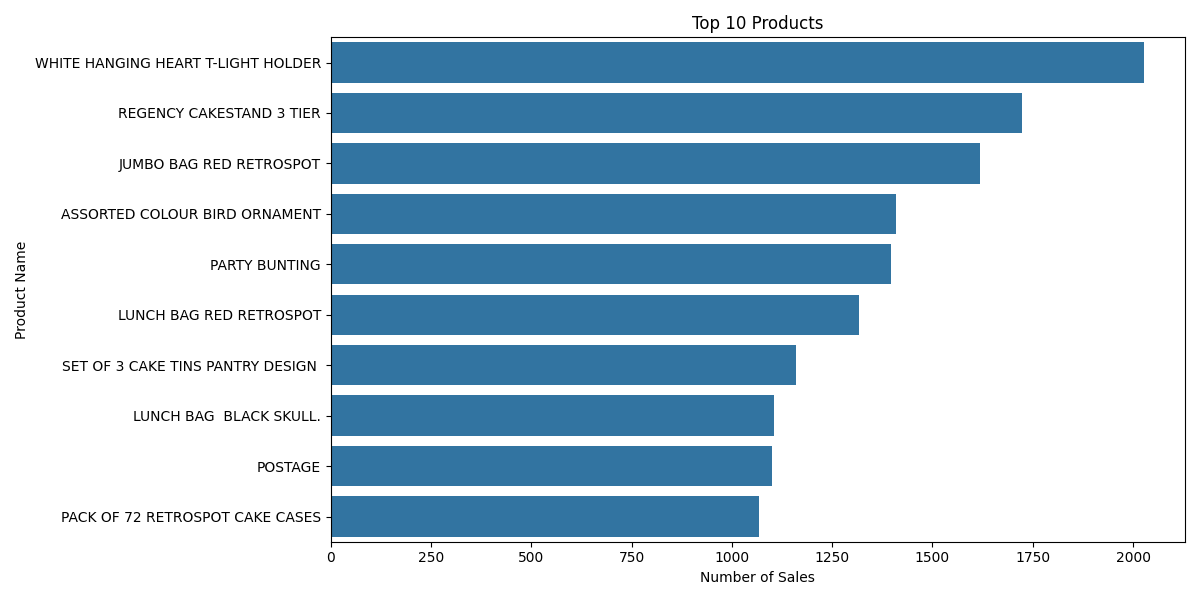 Top 10 Products
Product Name
WHITE HANGING HEART T-LIGHT HOLDER
REGENCY CAKESTAND 3 TIER
JUMBO BAG RED RETROSPOT
ASSORTED COLOUR BIRD ORNAMENT
PARTY BUNTING
LUNCH BAG RED RETROSPOT
SET OF 3 CAKE TINS PANTRY DESIGN
LUNCH BAG  BLACK SKULL.
POSTAGE
PACK OF 72 RETROSPOT CAKE CASES
0 250 500 750 1000 1250 1500 1750 2000
Number of Sales